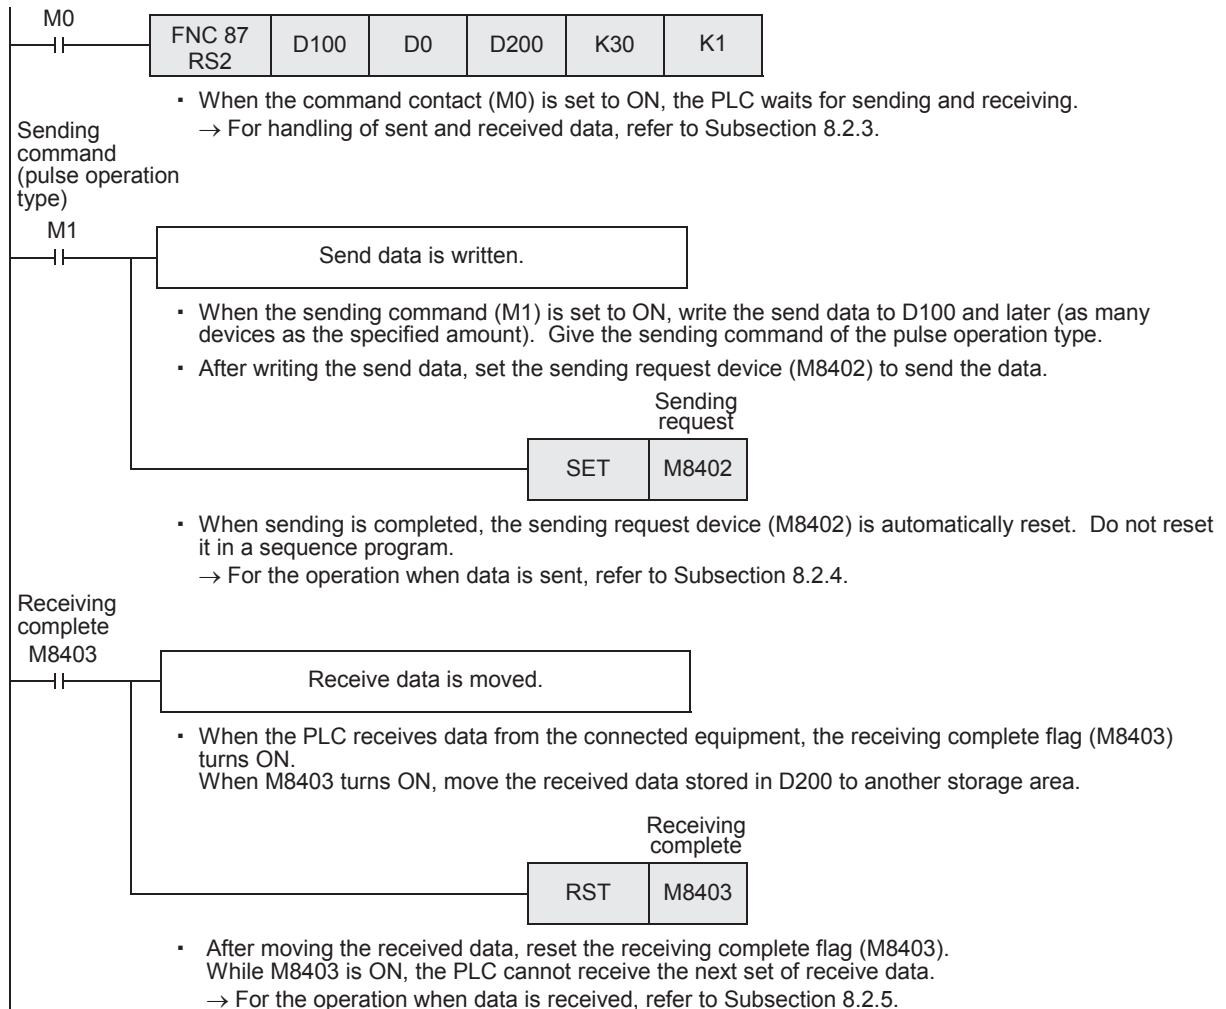 M0
FNC 87
RS2
D100
D0
D200
K30
K1
▪ When the command contact (M0) is set to ON, the PLC waits for sending and receiving.
→ For handling of sent and received data, refer to Subsection 8.2.3.
Sending
command
(pulse operation
type)
M1
Send data is written.
▪ When the sending command (M1) is set to ON, write the send data to D100 and later (as many
devices as the specified amount). Give the sending command of the pulse operation type.
▪ After writing the send data, set the sending request device (M8402) to send the data.
Sending
request
SET
M8402
▪ When sending is completed, the sending request device (M8402) is automatically reset. Do not reset
it in a sequence program.
→ For the operation when data is sent, refer to Subsection 8.2.4.
Receiving
complete
M8403
Receive data is moved.
▪ When the PLC receives data from the connected equipment, the receiving complete flag (M8403)
turns ON.
When M8403 turns ON, move the received data stored in D200 to another storage area.
Receiving
complete
RST
M8403
▪ After moving the received data, reset the receiving complete flag (M8403).
While M8403 is ON, the PLC cannot receive the next set of receive data.
→ For the operation when data is received, refer to Subsection 8.2.5.